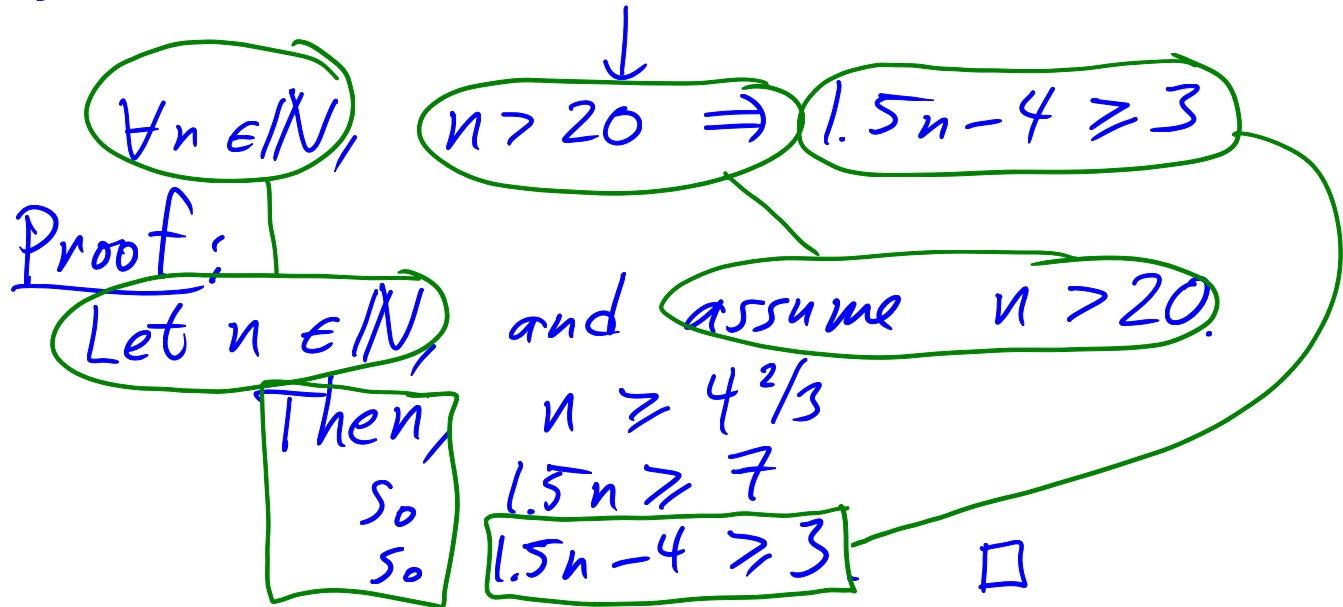 ∀n ∈ ℕ, n > 20 ⇒ 1.5n - 4 ≥ 3
Proof:
Let n ∈ ℕ, and assume n > 20.
Then, n ≥ 4 2/3
so 1.5n ≥ 7
so 1.5n - 4 ≥ 3. □